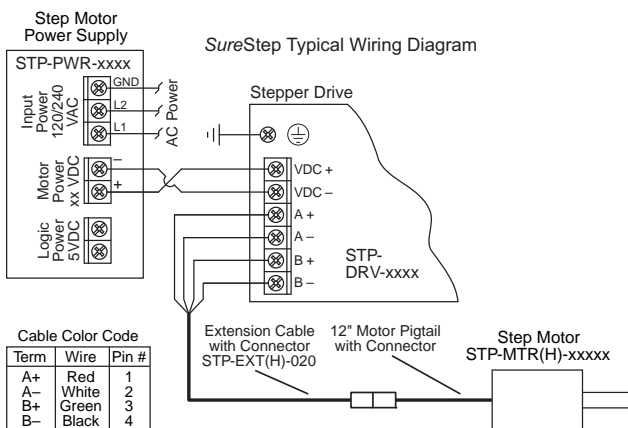 Step Motor
Power Supply
SureStep Typical Wiring Diagram
STP-PWR-xxxx
Input
Power
120/240
VAC
GND
L2
L1
AC Power
Motor
Power
xx VDC
–
+
Logic
Power
5VDC
Stepper Drive
VDC +
VDC –
A +
A –
B +
B –
STP-
DRV-xxxx
Extension Cable
with Connector
STP-EXT(H)-020
12" Motor Pigtail
with Connector
Step Motor
STP-MTR(H)-xxxxx
Cable Color Code
Term Wire Pin #
A+ Red 1
A– White 2
B+ Green 3
B– Black 4